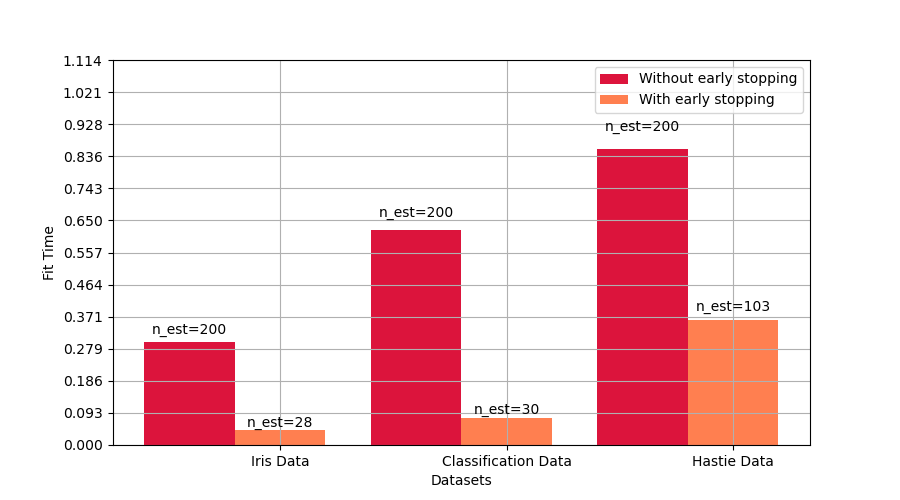 1.114
1.021
0.928
0.836
0.743
0.650
0.557
0.464
0.371
0.279
0.186
0.093
0.000
Fit Time
Without early stopping
With early stopping
n_est=200
n_est=200
n_est=200
n_est=28
n_est=30
n_est=103
Iris Data
Classification Data
Hastie Data
Datasets